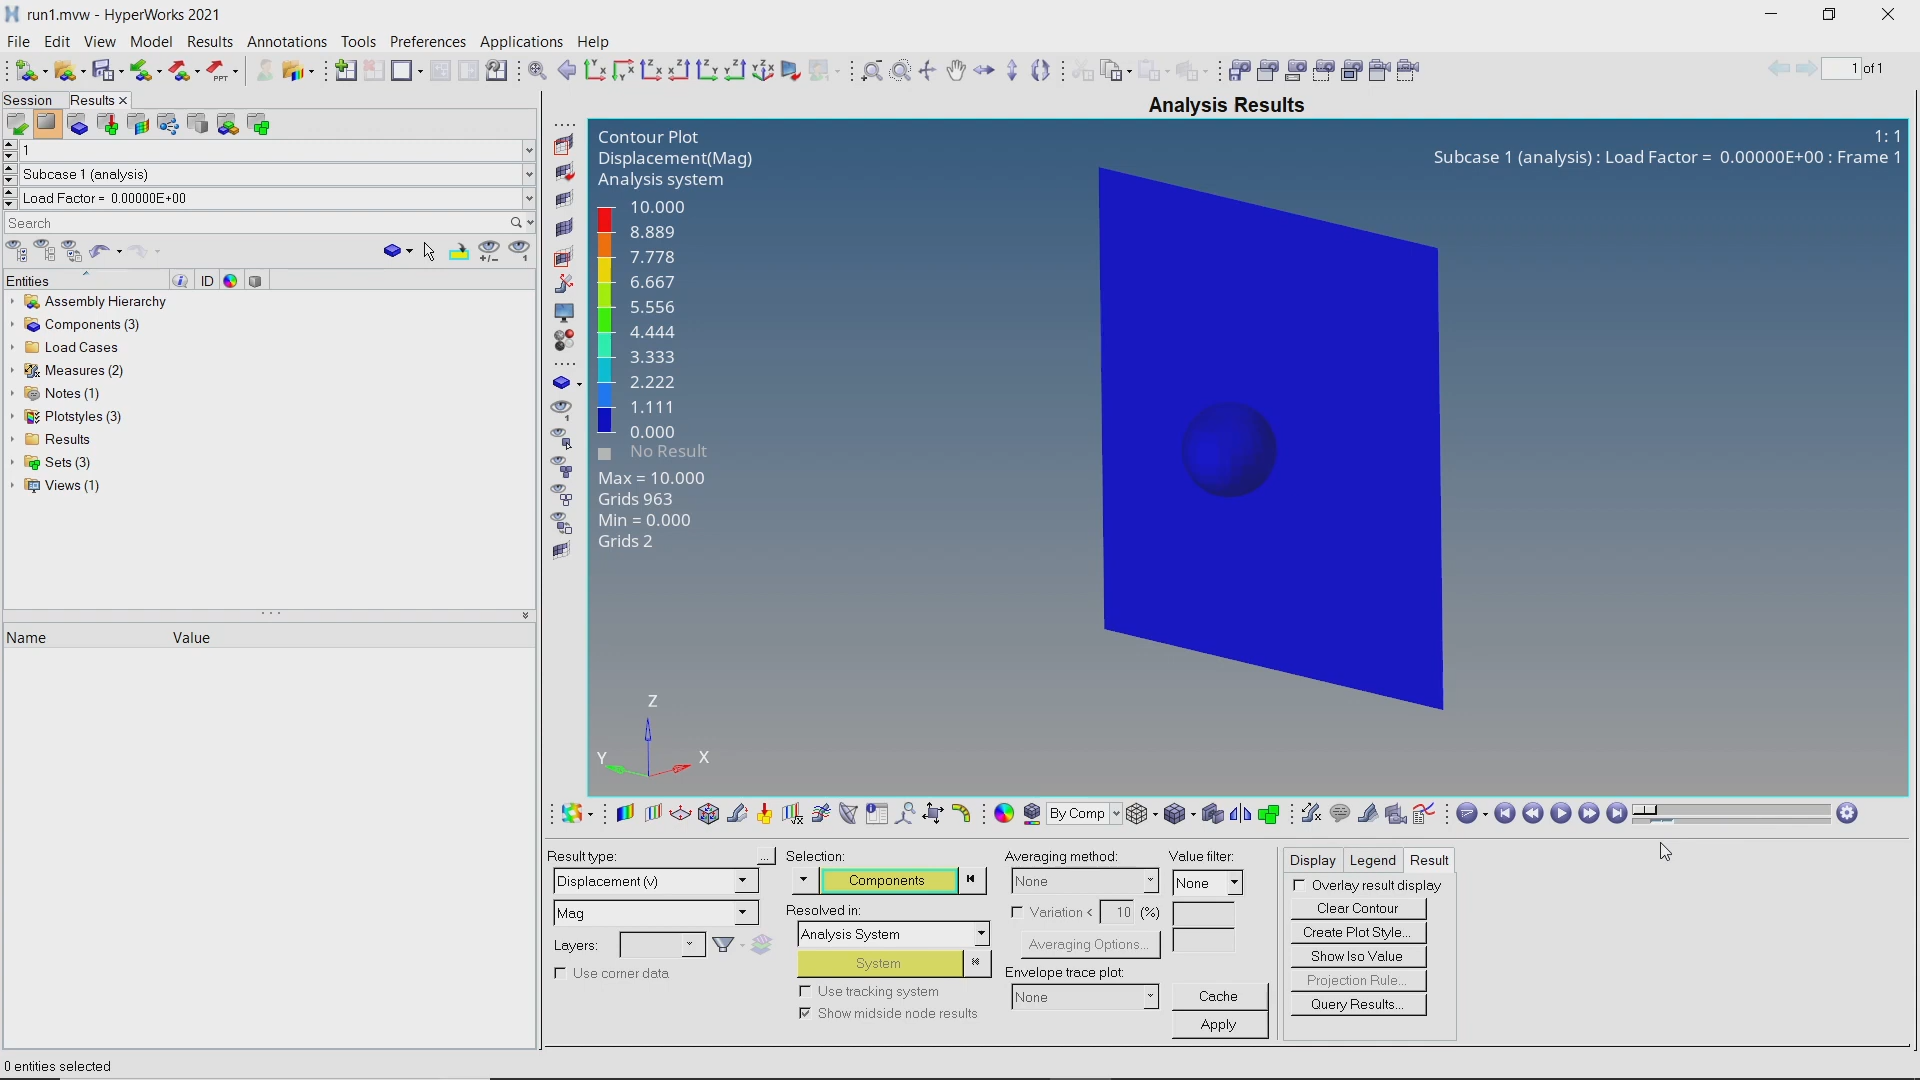 run1.mvw - HyperWorks 2021
File Edit View Model Results Annotations Tools Preferences Applications Help
1 of 1
Session Results
Analysis Results
1
Subcase 1 (analysis)
Load Factor = 0.00000E+00
Search
Entities ID
Assembly Hierarchy
Components (3)
Load Cases
Measures (2)
Notes (1)
Plotstyles (3)
Results
Sets (3)
Views (1)
Name Value
Contour Plot
Displacement(Mag)
Analysis system
10.000
8.889
7.778
6.667
5.556
4.444
3.333
2.222
1.111
0.000
No Result
Max = 10.000
Grids 963
Min = 0.000
Grids 2
1: 1
Subcase 1 (analysis) : Load Factor = 0.00000E+00 : Frame 1
Z
Y X
By Comp
Result type:
...
Displacement (v)
Mag
Layers:
Use corner data
Selection:
Components
Resolved in:
Analysis System
System
Use tracking system
Show midside node results
Averaging method:
None
Variation < 10 (%)
Averaging Options...
Envelope trace plot:
None
Value filter:
None
Cache
Apply
Display Legend Result
Overlay result display
Clear Contour
Create Plot Style...
Show Iso Value
Projection Rule...
Query Results...
0 entities selected